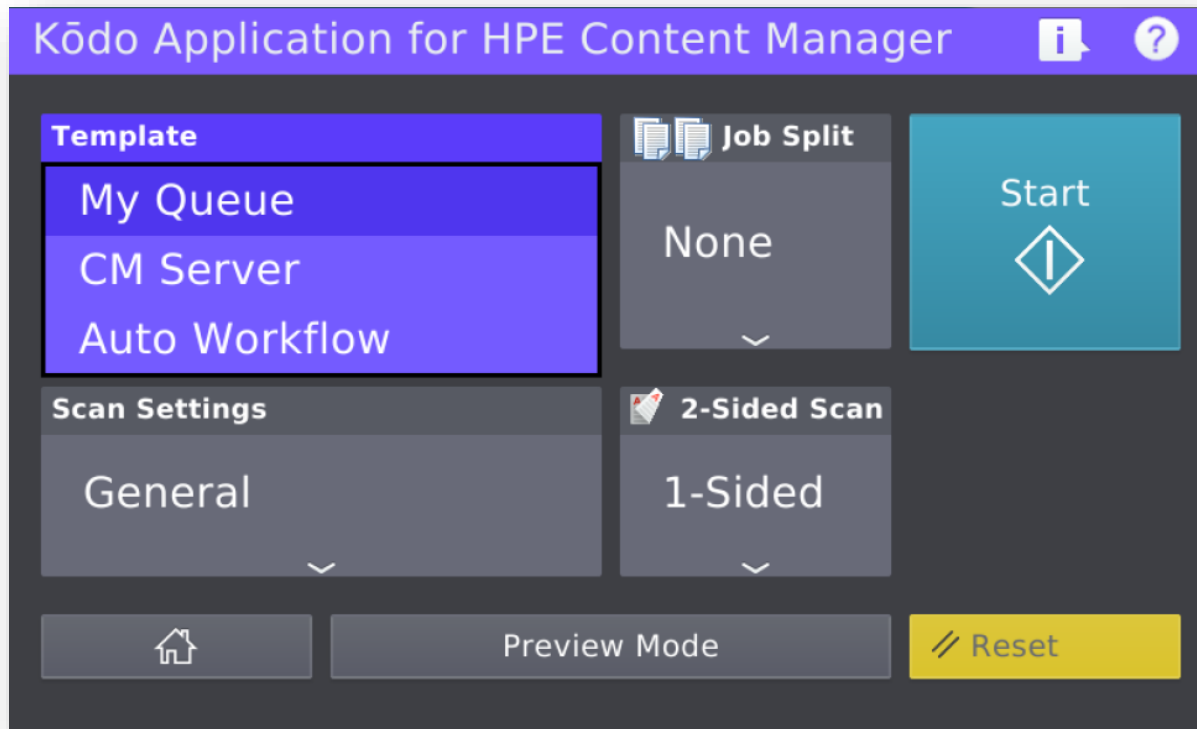 Kōdo Application for HPE Content Manager
Template
My Queue
CM Server
Auto Workflow
Job Split
None
Start
Scan Settings
General
2-Sided Scan
1-Sided
Preview Mode
Reset